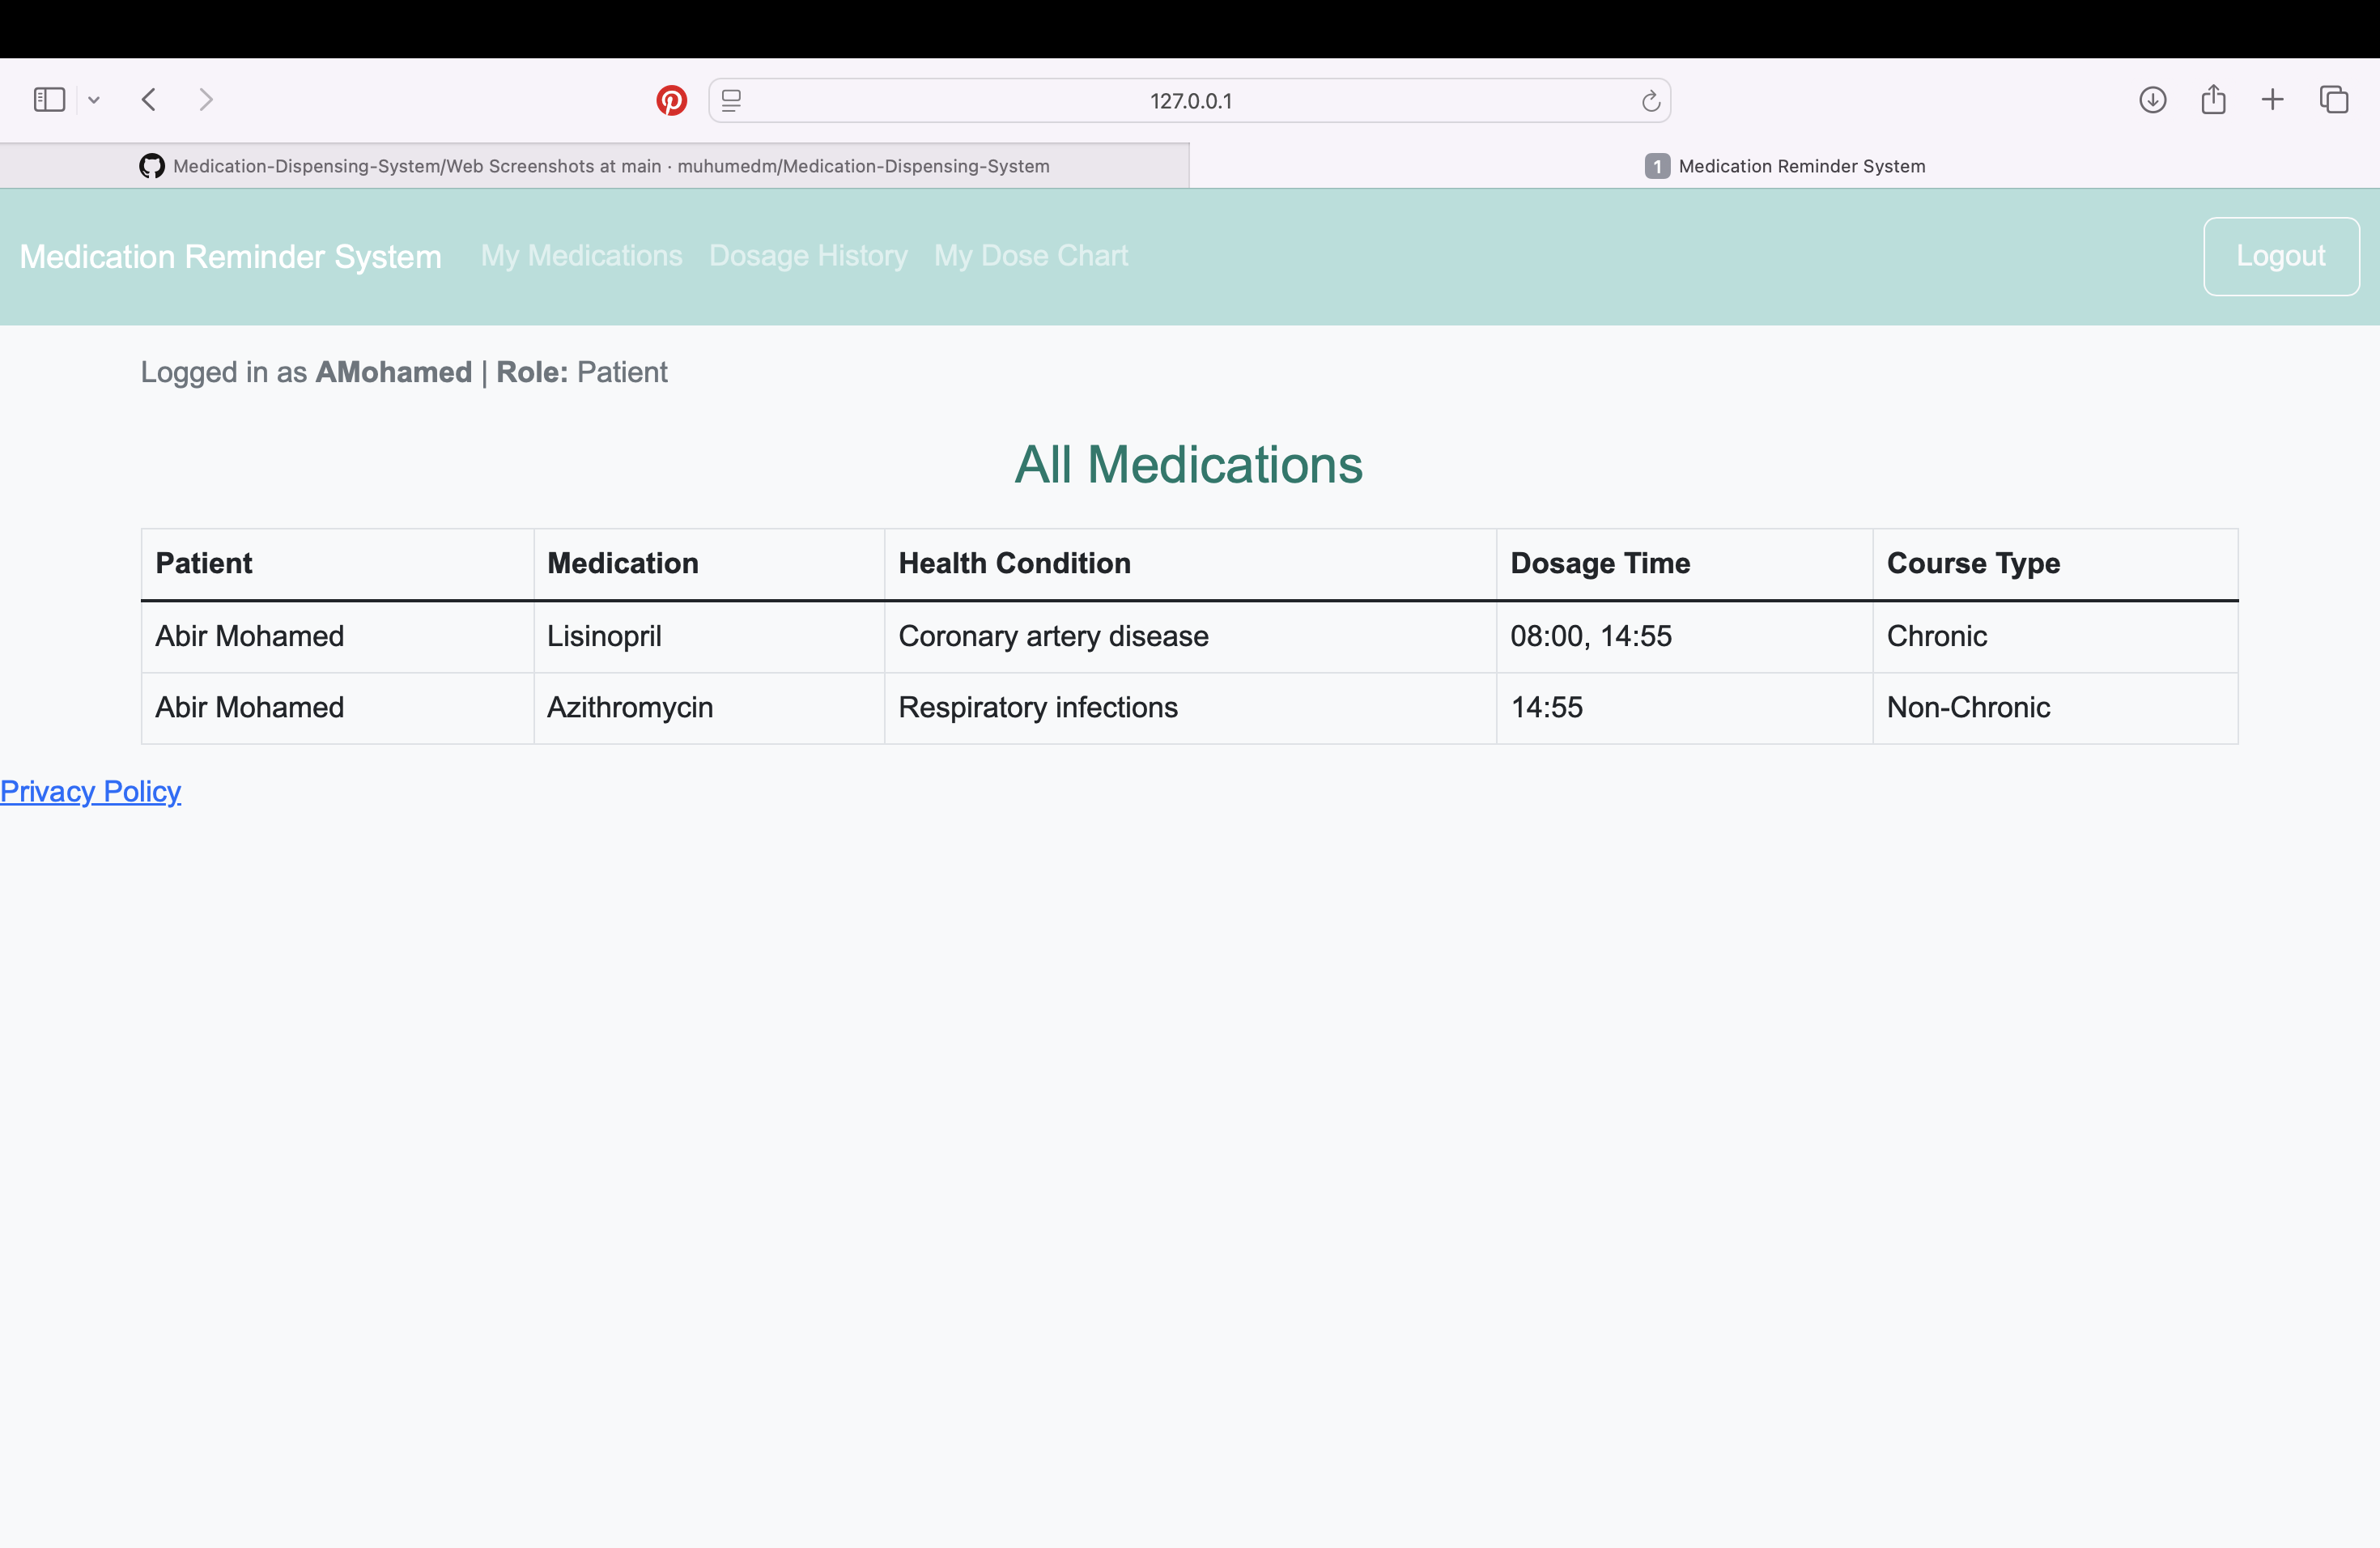 127.0.0.1
Medication-Dispensing-System/Web Screenshots at main · muhumedm/Medication-Dispensing-System
1 Medication Reminder System
Medication Reminder System My Medications Dosage History My Dose Chart Logout
Logged in as AMohamed | Role: Patient
All Medications
Patient Medication Health Condition Dosage Time Course Type
Abir Mohamed Lisinopril Coronary artery disease 08:00, 14:55 Chronic
Abir Mohamed Azithromycin Respiratory infections 14:55 Non-Chronic
Privacy Policy